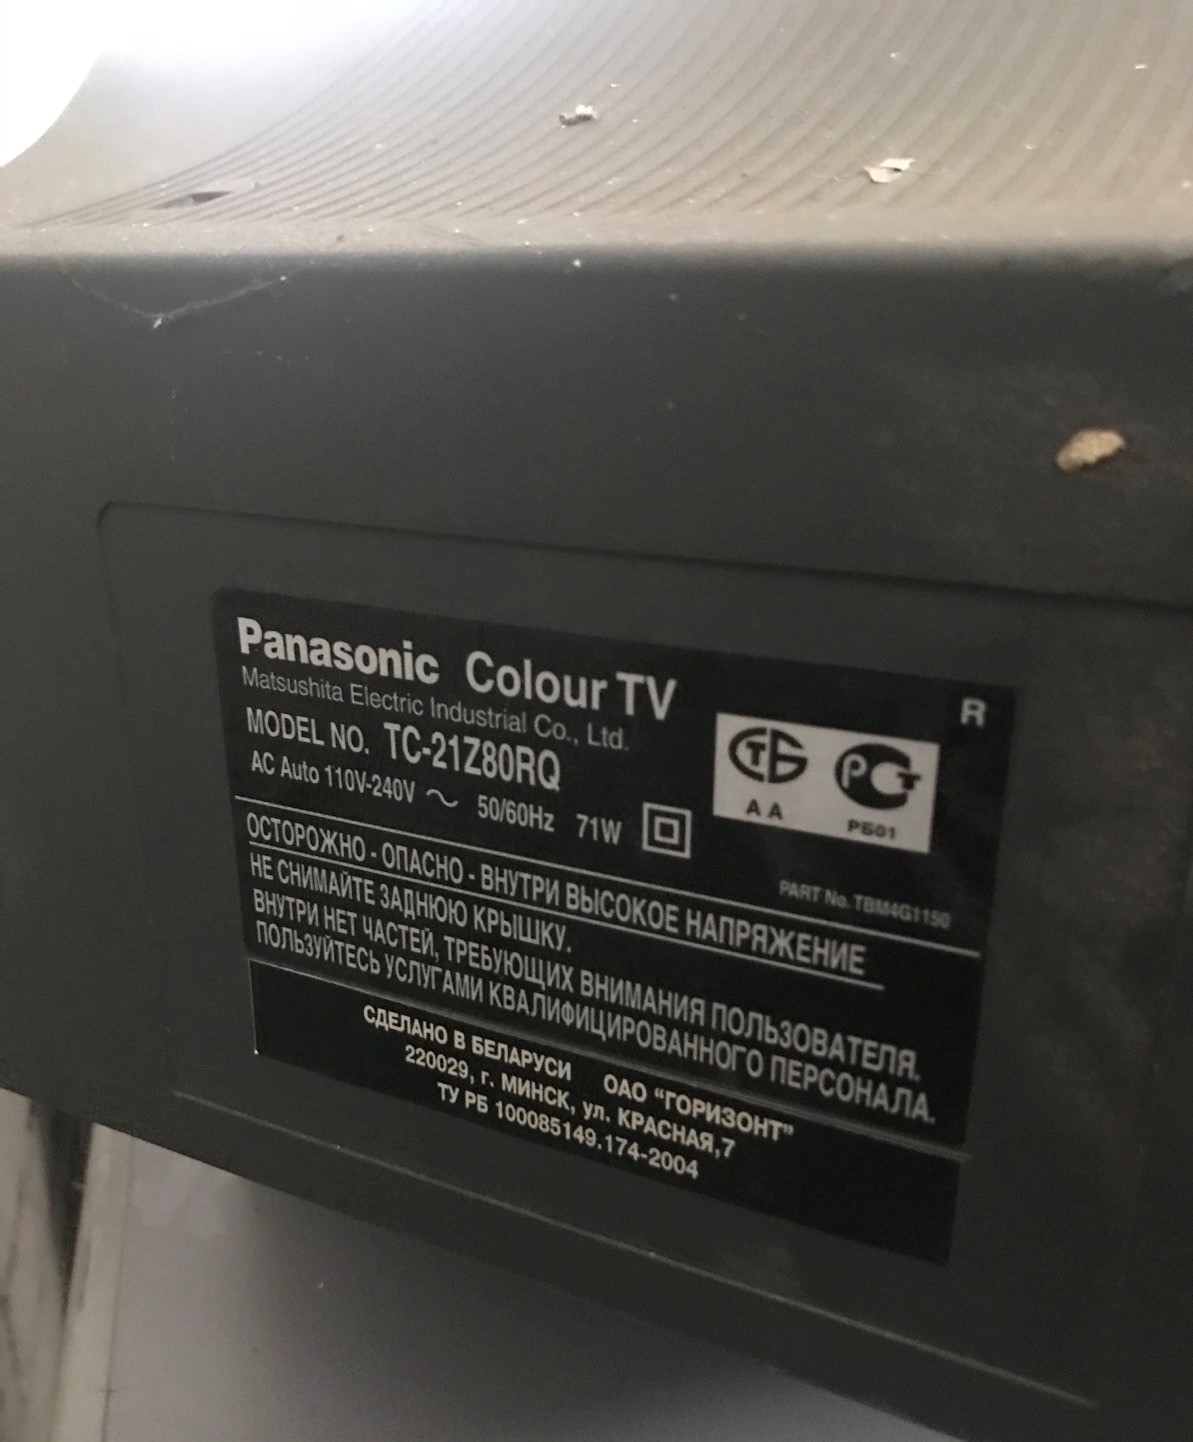 Panasonic Colour TV
R
Matsushita Electric Industrial Co., Ltd.
MODEL NO. TC-21Z80RQ
AC Auto 110V-240V ~ 50/60Hz 71W
СТБ
РСТ
АА
РБ01
PART No. TBM4G1150
ОСТОРОЖНО - ОПАСНО - ВНУТРИ ВЫСОКОЕ НАПРЯЖЕНИЕ
НЕ СНИМАЙТЕ ЗАДНЮЮ КРЫШКУ.
ВНУТРИ НЕТ ЧАСТЕЙ, ТРЕБУЮЩИХ ВНИМАНИЯ ПОЛЬЗОВАТЕЛЯ.
ПОЛЬЗУЙТЕСЬ УСЛУГАМИ КВАЛИФИЦИРОВАННОГО ПЕРСОНАЛА.
СДЕЛАНО В БЕЛАРУСИ ОАО "ГОРИЗОНТ"
220029, г. МИНСК, ул. КРАСНАЯ,7
ТУ РБ 100085149.174-2004